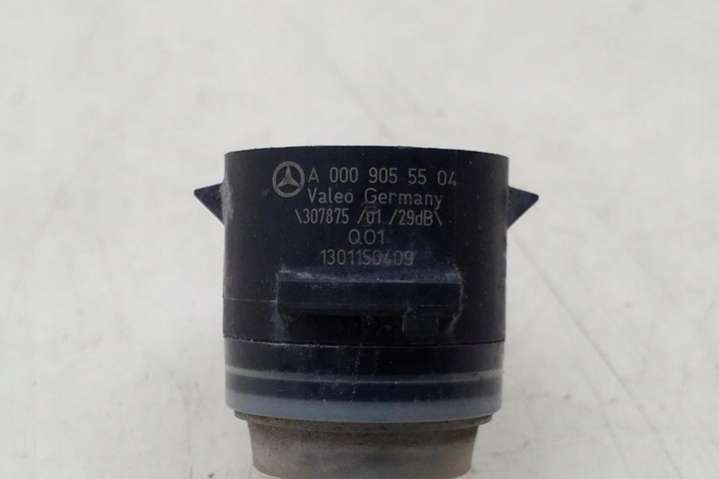 A 000 905 55 04
Valeo Germany
\307875 /01 /29dB\
Q01
1301150409